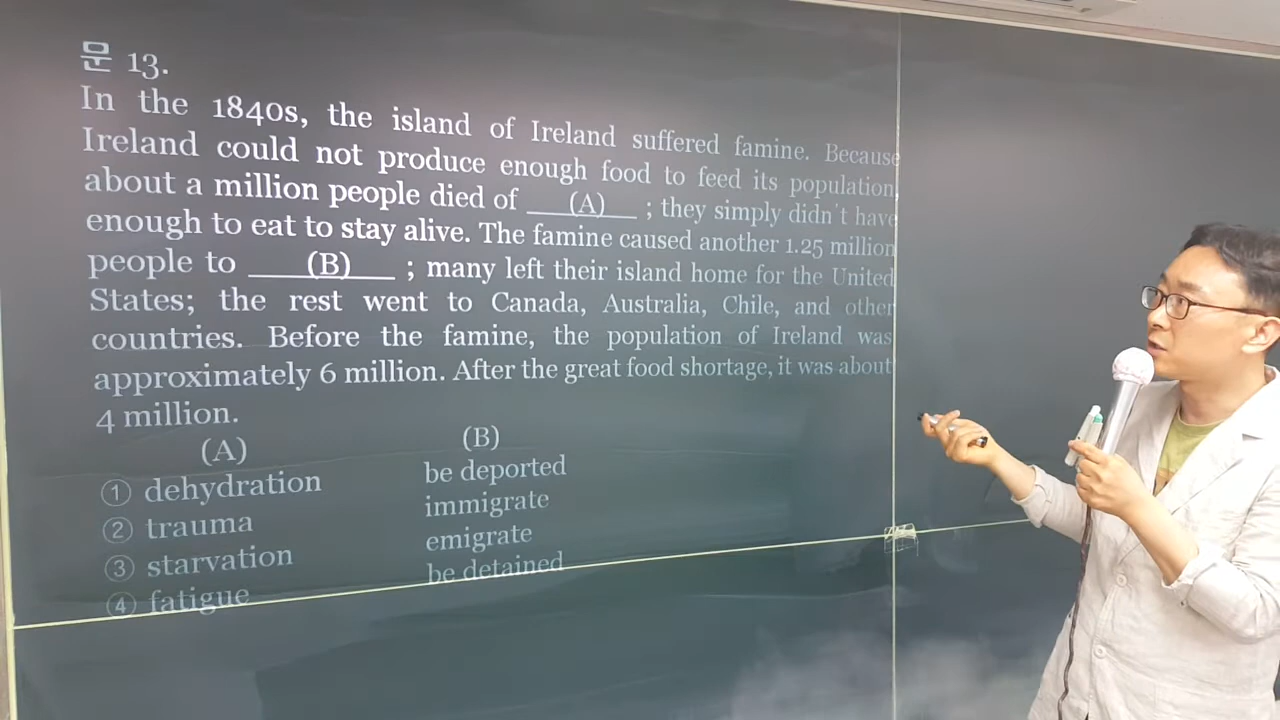 문 13.
In the 1840s, the island of Ireland suffered famine. Because
Ireland could not produce enough food to feed its population,
about a million people died of (A) ; they simply didn't have
enough to eat to stay alive. The famine caused another 1.25 million
people to (B) ; many left their island home for the United
States; the rest went to Canada, Australia, Chile, and other
countries. Before the famine, the population of Ireland was
approximately 6 million. After the great food shortage, it was about
4 million.
(A) (B)
① dehydration be deported
② trauma immigrate
③ starvation emigrate
④ fatigue be detained